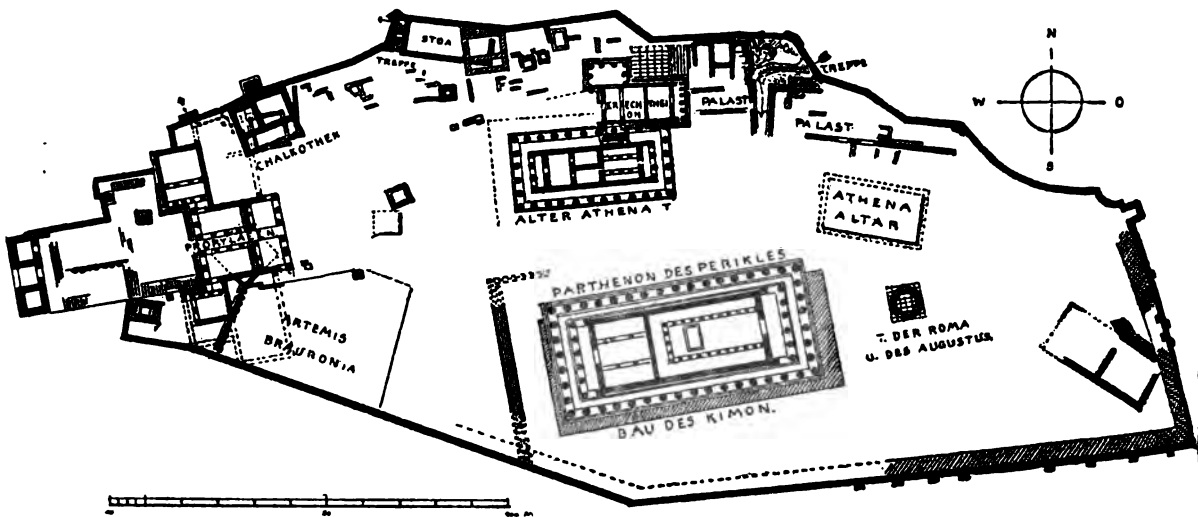 STOA
TREPPE
TREPPE
N
W
O
S
ERECH
THEI
ON
PALAST
PALAST
CHALKOTHEK
ALTER ATHENA T
ATHENA
ALTAR
PROPYLAEEN
PARTHENON DES PERIKLES
T. DER ROMA
U. DES AUGUSTUS.
ARTEMIS
BRAURONIA
BAU DES KIMON.